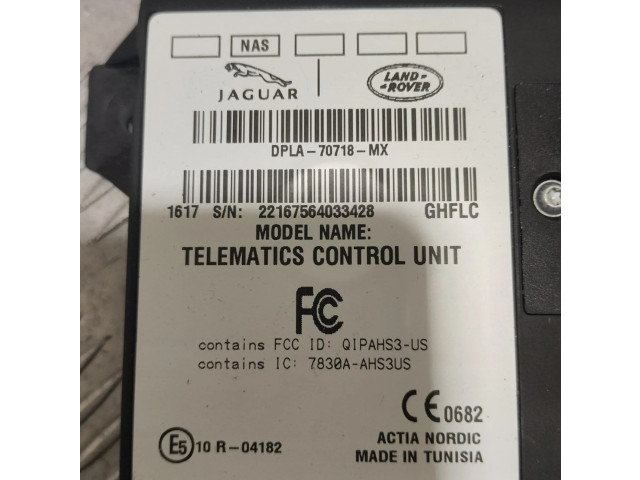 NAS
JAGUAR
LAND-
-ROVER
DPLA-70718-MX
1617 S/N: 22167564033428 GHFLC
MODEL NAME:
TELEMATICS CONTROL UNIT
FC
contains FCC ID: QIPAHS3-US
contains IC: 7830A-AHS3US
CE 0682
E5 10 R-04182
ACTIA NORDIC
MADE IN TUNISIA